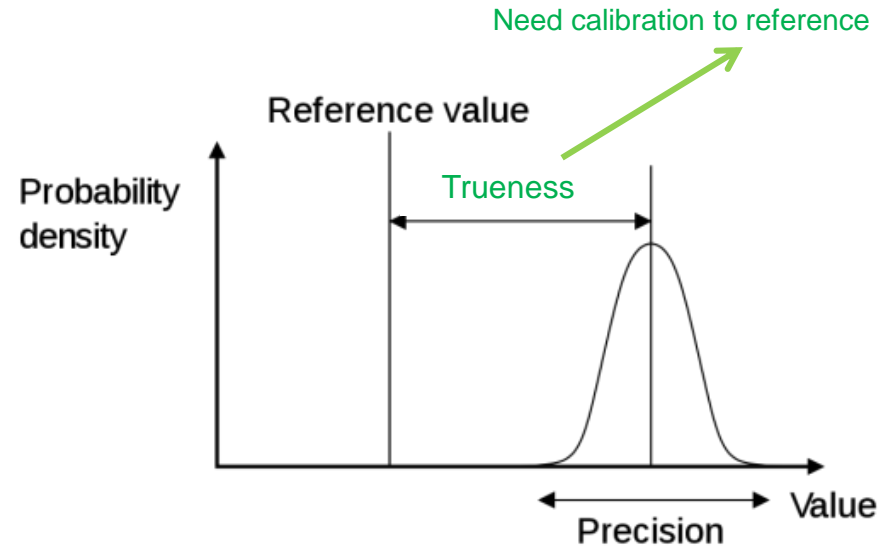 Need calibration to reference
Reference value
Probability
density
Trueness
Value
Precision